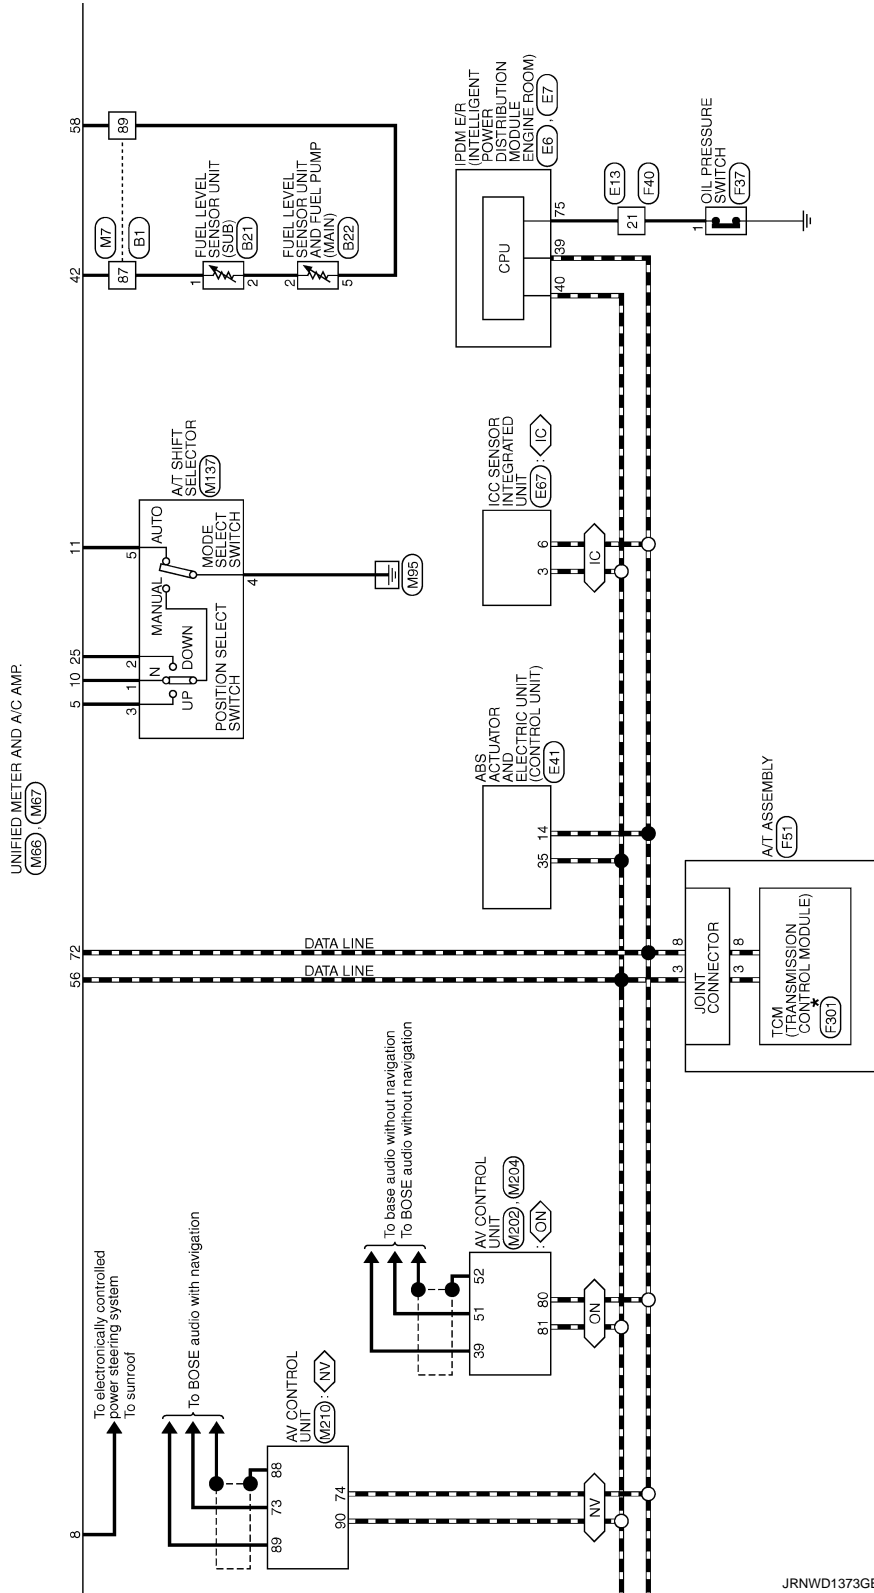 UNIFIED METER AND A/C AMP.
M66 , M67
8
56
72
5
10
25
11
42
58
To electronically controlled
power steering system
To sunroof
To BOSE audio with navigation
89
73
88
AV CONTROL
UNIT
M210 : NV
90
74
NV
To base audio without navigation
To BOSE audio without navigation
39
51
52
AV CONTROL
UNIT
M202 , M204
: ON
81
80
ON
DATA LINE
DATA LINE
3
8
JOINT
CONNECTOR
3
8
TCM
(TRANSMISSION
CONTROL MODULE)
*
F301
A/T ASSEMBLY
F51
3
1
2
5
UP
N
DOWN
MANUAL
AUTO
POSITION SELECT
SWITCH
MODE
SELECT
SWITCH
4
A/T SHIFT
SELECTOR
M137
M95
ABS
ACTUATOR
AND
ELECTRIC UNIT
(CONTROL UNIT)
E41
35
14
ICC SENSOR
INTEGRATED
UNIT
E67 : IC
3
6
IC
87
89
M7
B1
1
FUEL LEVEL
SENSOR UNIT
(SUB)
B21
2
2
FUEL LEVEL
SENSOR UNIT
AND FUEL PUMP
(MAIN)
B22
5
IPDM E/R
(INTELLIGENT
POWER
DISTRIBUTION
MODULE
ENGINE ROOM)
E6 , E7
CPU
40
39
75
21
E13
F40
1
OIL PRESSURE
SWITCH
F37
JRNWD1373GE